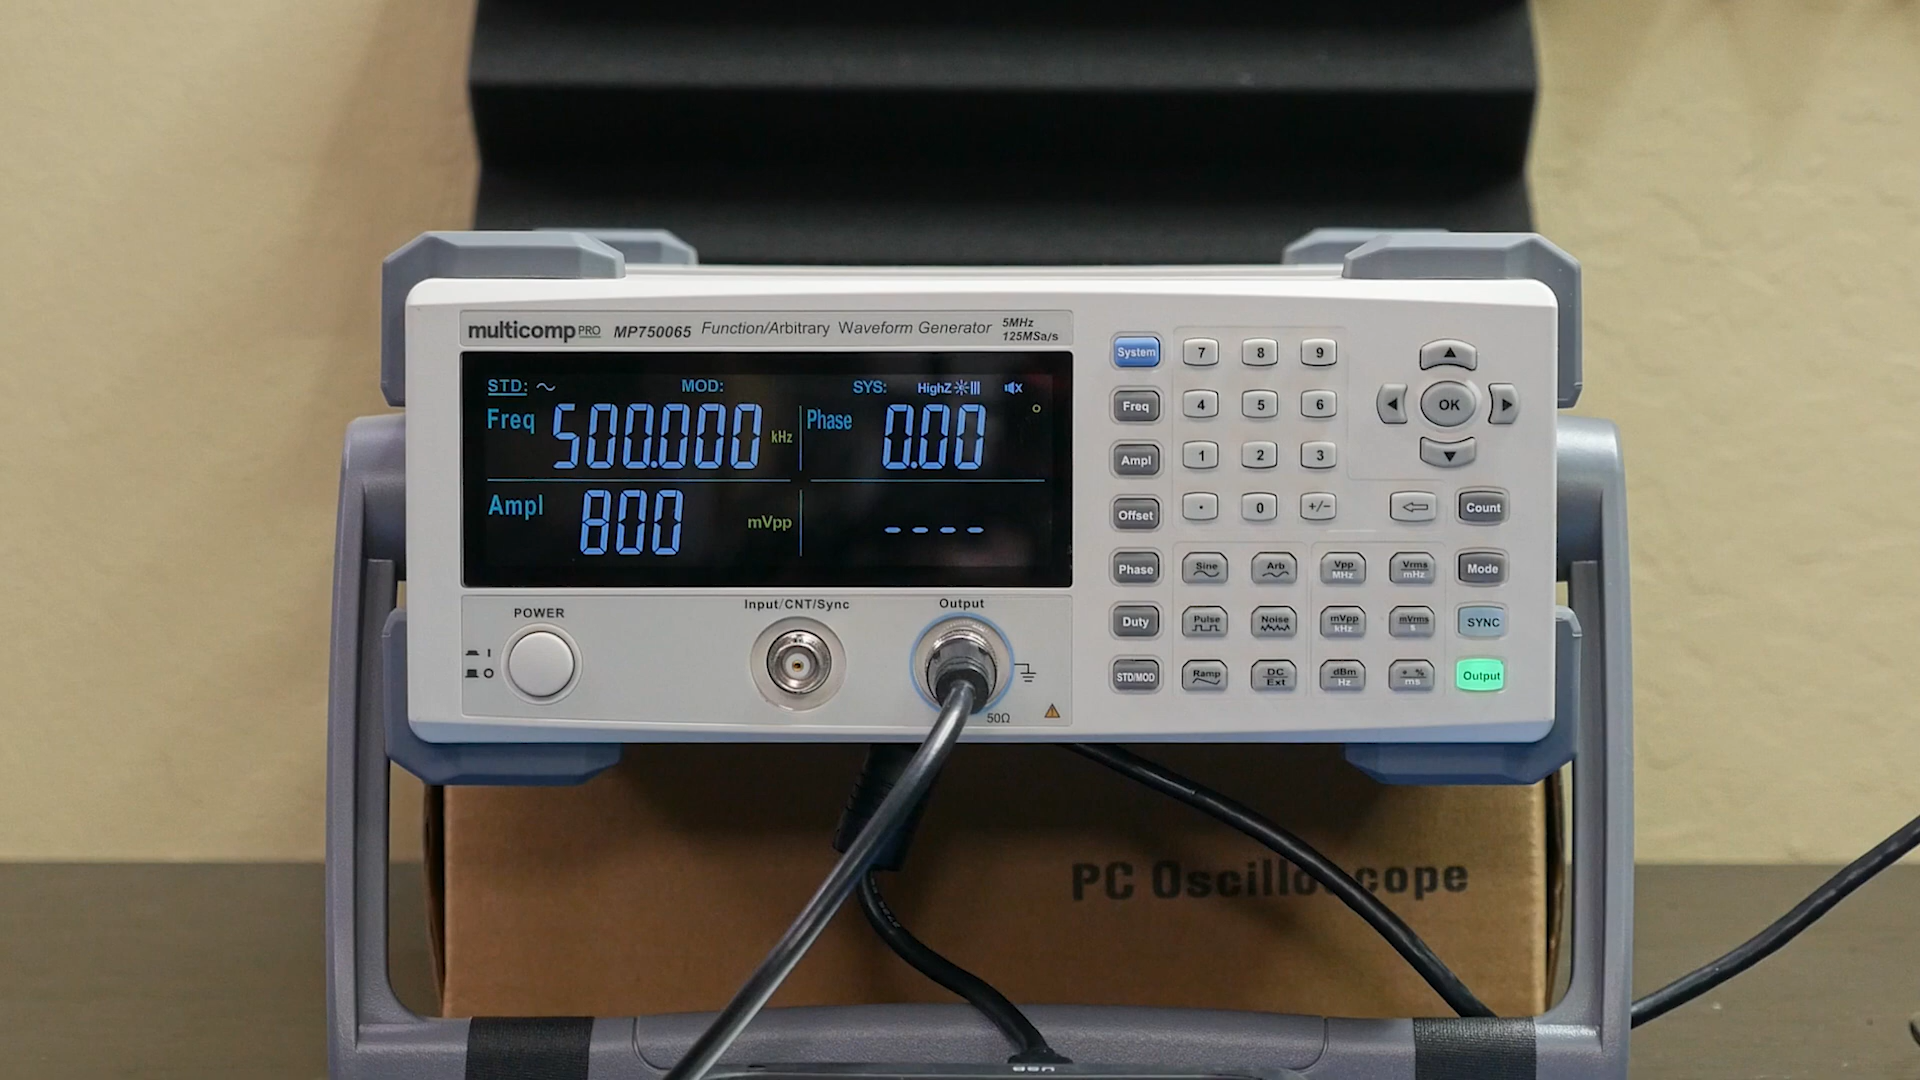 multicomp PRO MP750065 Function/Arbitrary Waveform Generator 5MHz
125MSa/s
STD: MOD: SYS: HighZ
Freq 500.000 kHz Phase 0.00 °
Ampl 800 mVpp - - - -
POWER
I
O
Input/CNT/Sync
Output
50Ω
System 7 8 9
Freq 4 5 6 OK
Ampl 1 2 3
Offset . 0 +/− Count
Phase Sine Arb Vpp MHz Vrms mHz Mode
Duty Pulse Noise mVpp kHz mVrms s SYNC
STD/MOD Ramp DC Ext dBm Hz ° % ms Output
PC Oscilloscope
USB